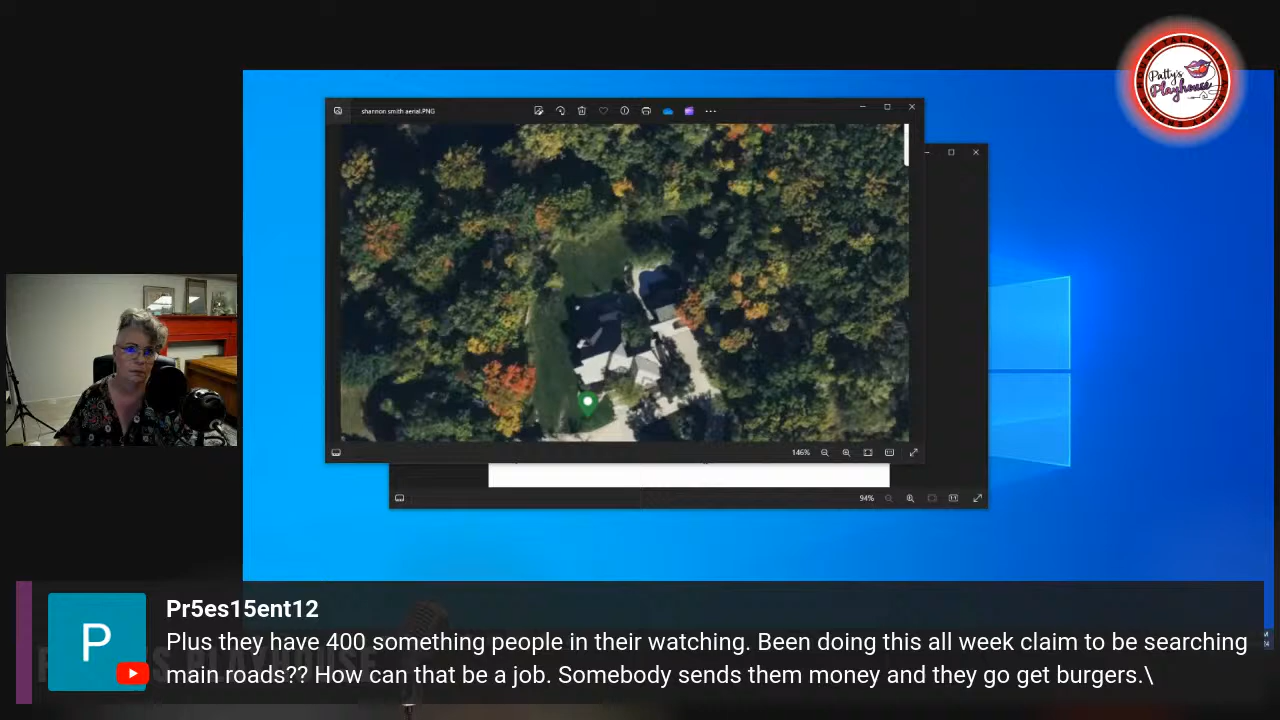 shannon smith aerial.PNG
Patty's
Playhouse
146%
94%
P
Pr5es15ent12
Plus they have 400 something people in their watching. Been doing this all week claim to be searching
main roads?? How can that be a job. Somebody sends them money and they go get burgers.\